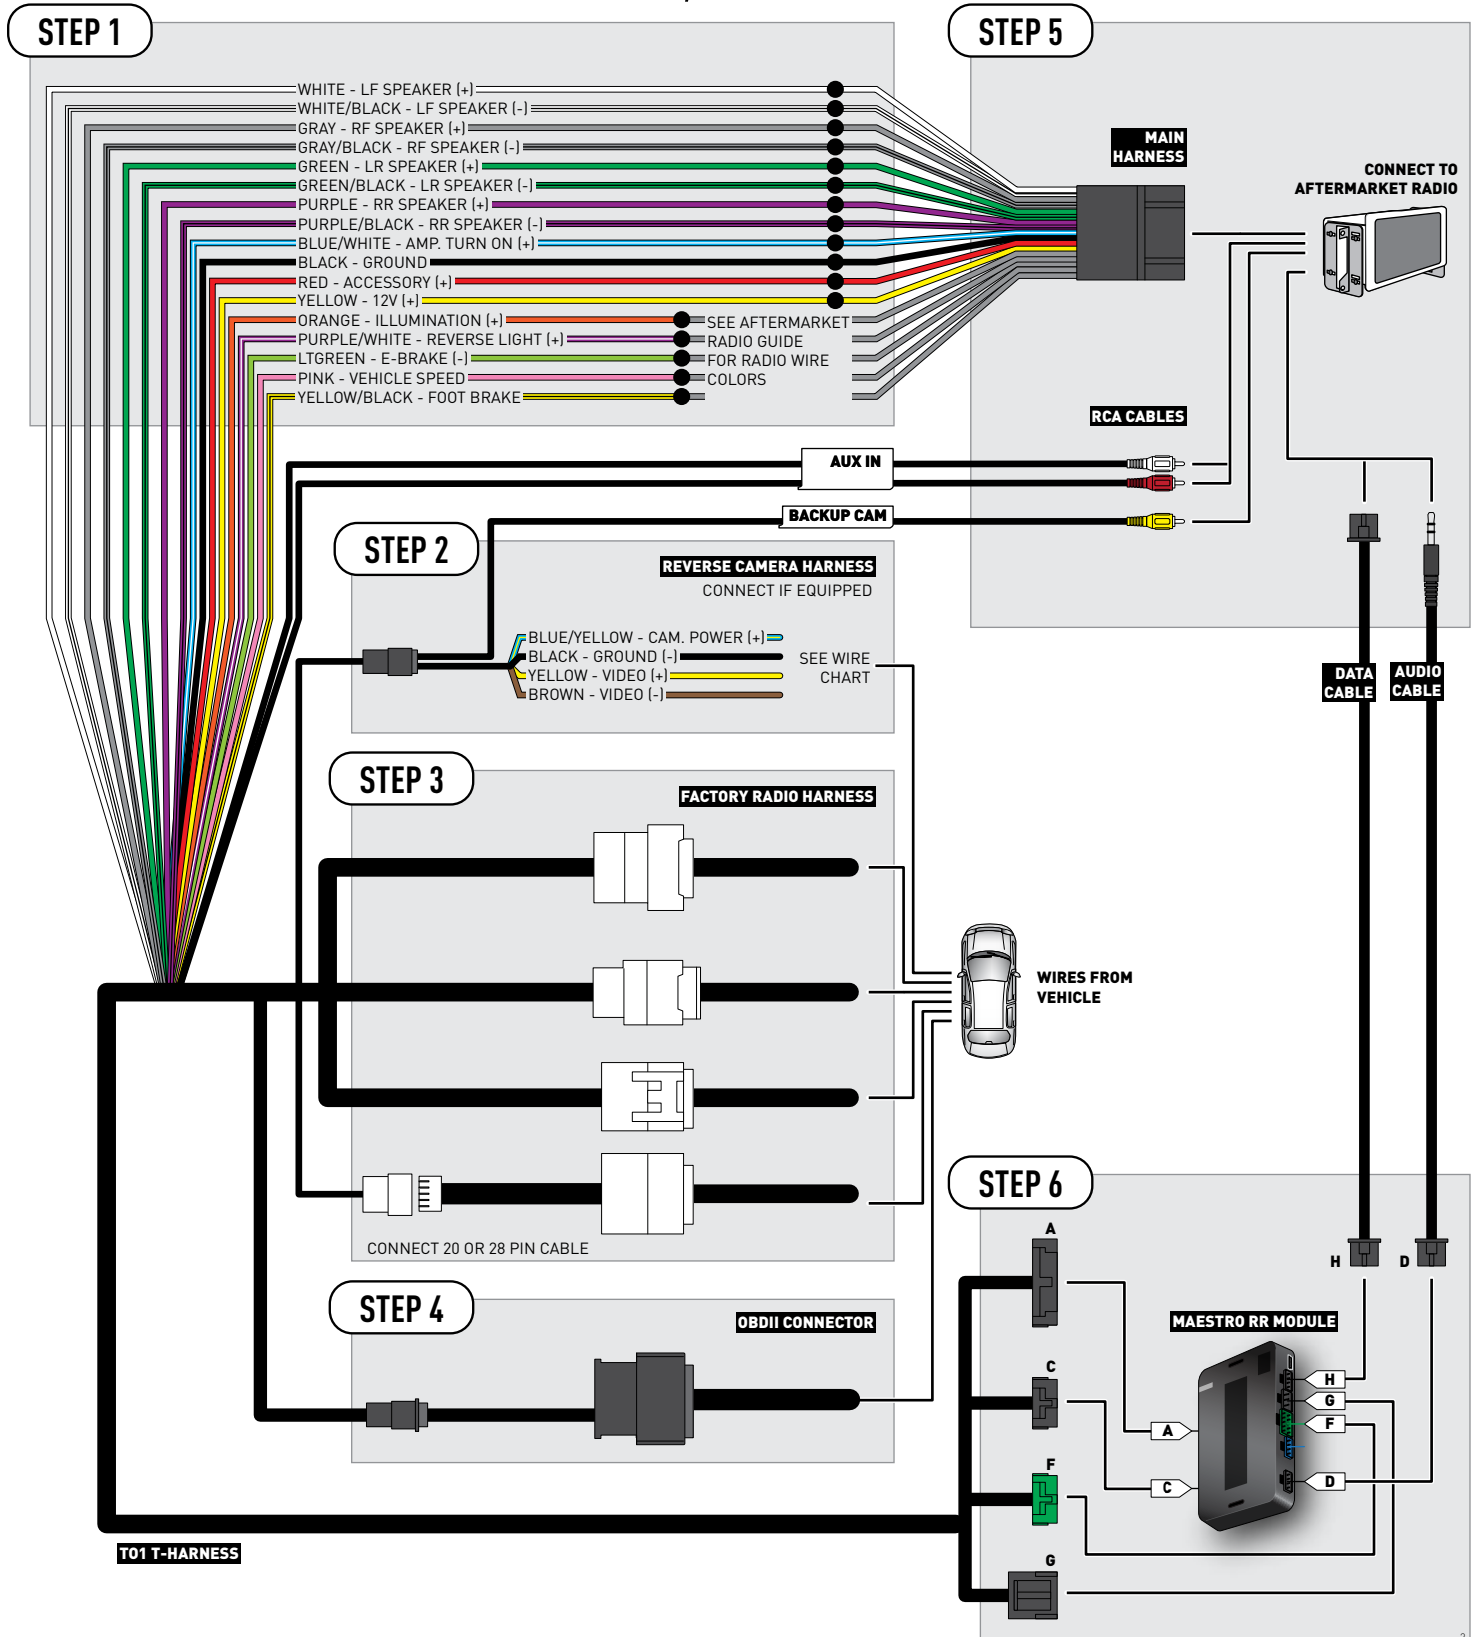 STEP 1
WHITE - LF SPEAKER (+)
WHITE/BLACK - LF SPEAKER (-)
GRAY - RF SPEAKER (+)
GRAY/BLACK - RF SPEAKER (-)
GREEN - LR SPEAKER (+)
GREEN/BLACK - LR SPEAKER (-)
PURPLE - RR SPEAKER (+)
PURPLE/BLACK - RR SPEAKER (-)
BLUE/WHITE - AMP. TURN ON (+)
BLACK - GROUND
RED - ACCESSORY (+)
YELLOW - 12V (+)
ORANGE - ILLUMINATION (+)
PURPLE/WHITE - REVERSE LIGHT (+)
LTGREEN - E-BRAKE (-)
PINK - VEHICLE SPEED
YELLOW/BLACK - FOOT BRAKE
SEE AFTERMARKET
RADIO GUIDE
FOR RADIO WIRE
COLORS
STEP 5
MAIN
HARNESS
CONNECT TO
AFTERMARKET RADIO
RCA CABLES
AUX IN
BACKUP CAM
DATA
CABLE
AUDIO
CABLE
STEP 2
REVERSE CAMERA HARNESS
CONNECT IF EQUIPPED
BLUE/YELLOW - CAM. POWER (+)
BLACK - GROUND (-)
YELLOW - VIDEO (+)
BROWN - VIDEO (-)
SEE WIRE
CHART
STEP 3
FACTORY RADIO HARNESS
WIRES FROM
VEHICLE
CONNECT 20 OR 28 PIN CABLE
STEP 4
OBDII CONNECTOR
STEP 6
A
C
F
G
H
D
MAESTRO RR MODULE
H
G
F
D
A
C
T01 T-HARNESS